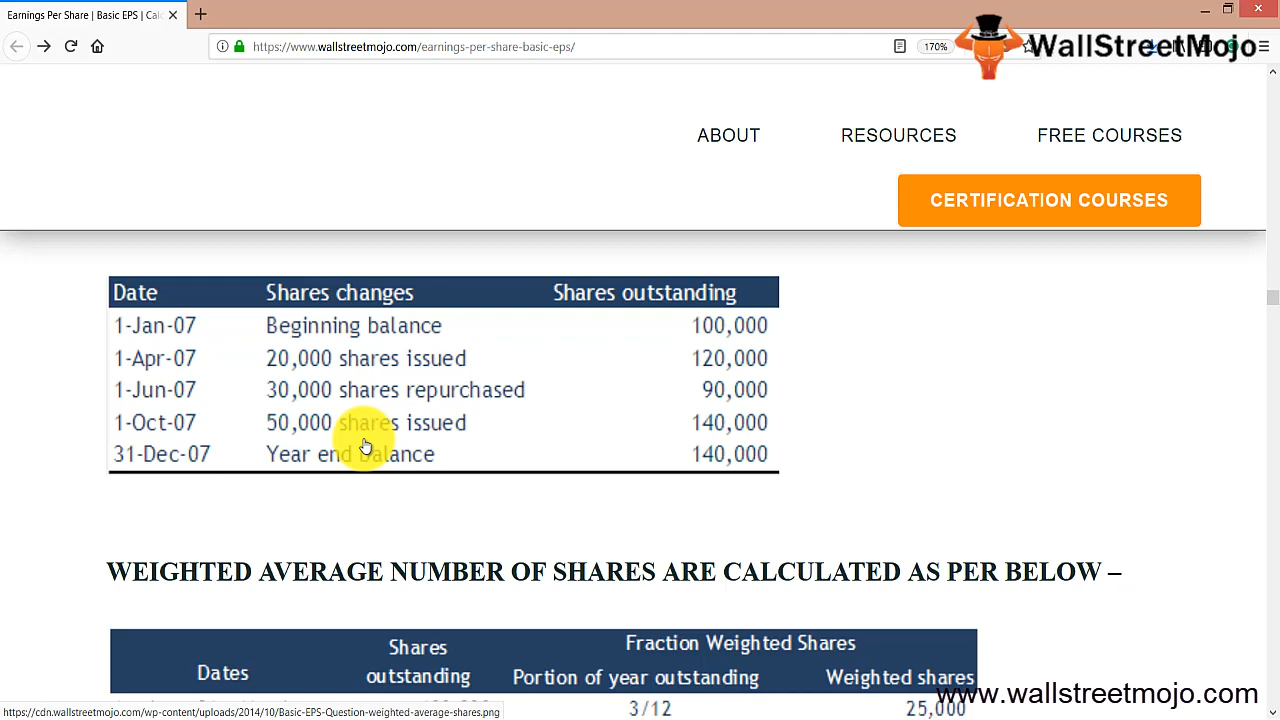 Earnings Per Share | Basic EPS | Calc
https://www.wallstreetmojo.com/earnings-per-share-basic-eps/
170%
WallStreetMojo
ABOUT RESOURCES FREE COURSES
CERTIFICATION COURSES
Date Shares changes Shares outstanding
1-Jan-07 Beginning balance 100,000
1-Apr-07 20,000 shares issued 120,000
1-Jun-07 30,000 shares repurchased 90,000
1-Oct-07 50,000 shares issued 140,000
31-Dec-07 Year end balance 140,000
WEIGHTED AVERAGE NUMBER OF SHARES ARE CALCULATED AS PER BELOW –
Fraction Weighted Shares
Dates Shares outstanding Portion of year outstanding Weighted shares
3/12 25,000
www.wallstreetmojo.com
https://cdn.wallstreetmojo.com/wp-content/uploads/2014/10/Basic-EPS-Question-weighted-average-shares.png